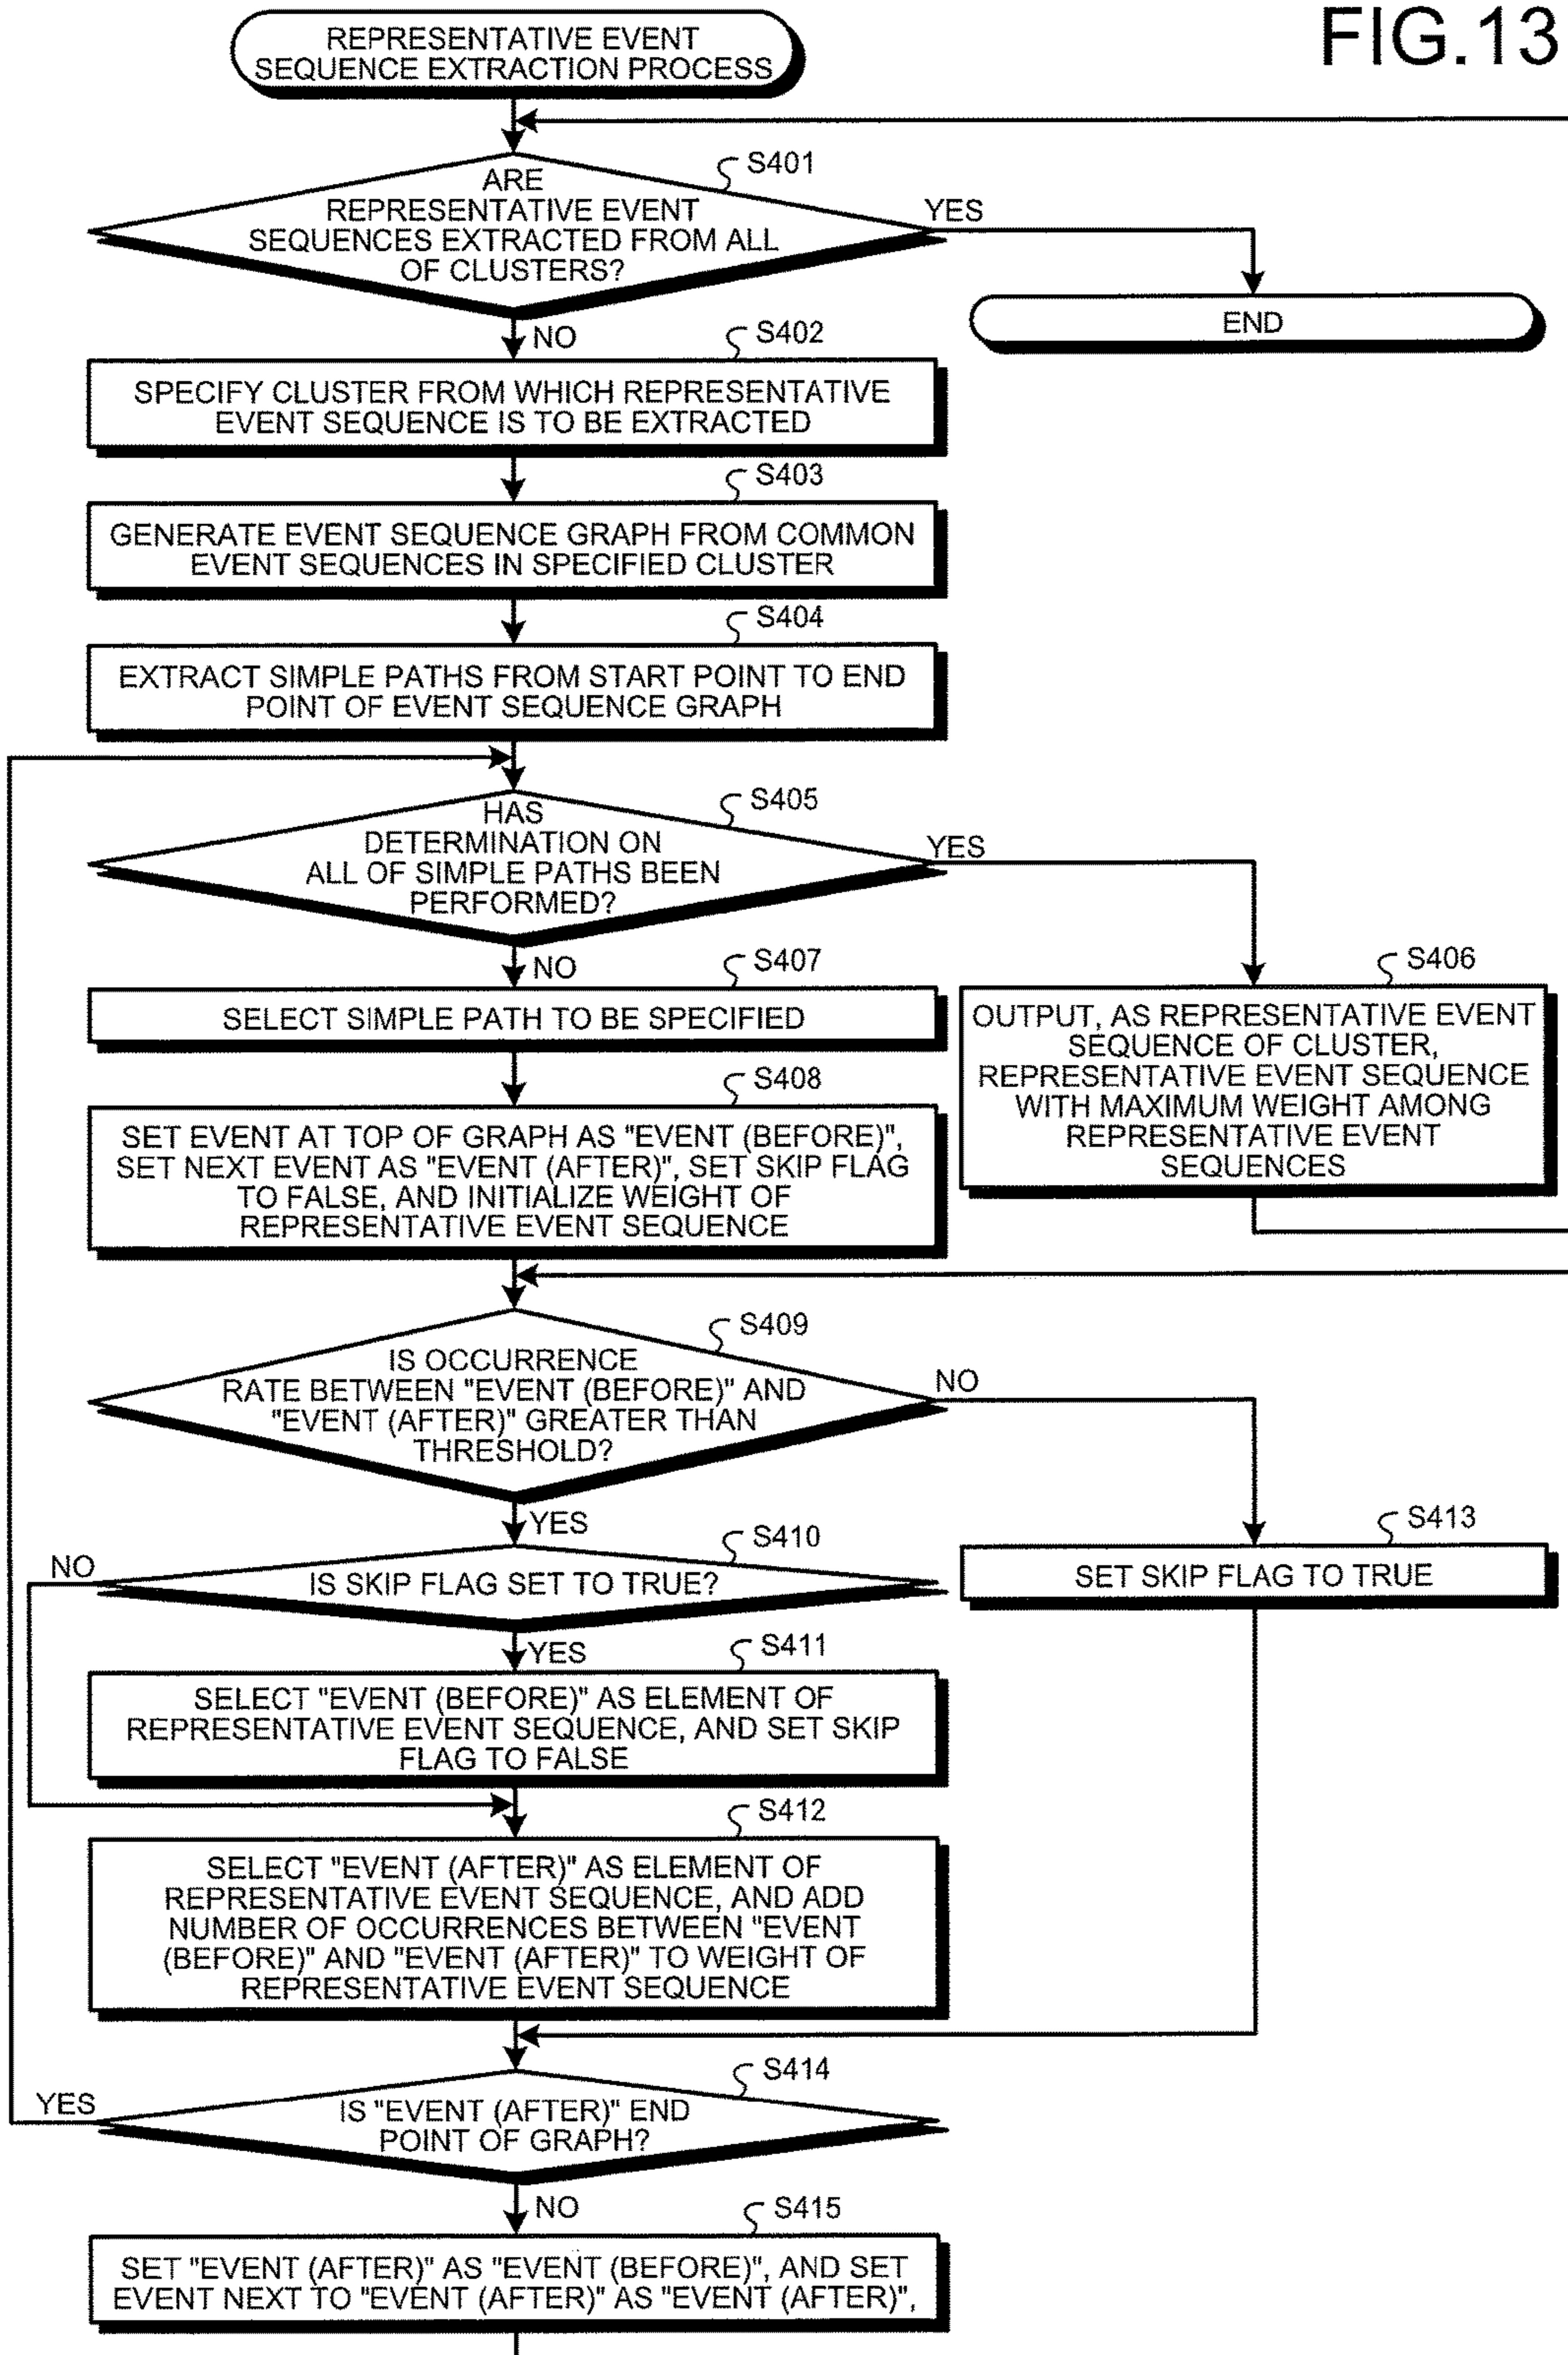 FIG.13
REPRESENTATIVE EVENT
SEQUENCE EXTRACTION PROCESS
S401
ARE
REPRESENTATIVE EVENT
SEQUENCES EXTRACTED FROM ALL
OF CLUSTERS?
YES
END
NO
S402
SPECIFY CLUSTER FROM WHICH REPRESENTATIVE
EVENT SEQUENCE IS TO BE EXTRACTED
S403
GENERATE EVENT SEQUENCE GRAPH FROM COMMON
EVENT SEQUENCES IN SPECIFIED CLUSTER
S404
EXTRACT SIMPLE PATHS FROM START POINT TO END
POINT OF EVENT SEQUENCE GRAPH
S405
HAS
DETERMINATION ON
ALL OF SIMPLE PATHS BEEN
PERFORMED?
YES
NO
S406
OUTPUT, AS REPRESENTATIVE EVENT
SEQUENCE OF CLUSTER,
REPRESENTATIVE EVENT SEQUENCE
WITH MAXIMUM WEIGHT AMONG
REPRESENTATIVE EVENT
SEQUENCES
S407
SELECT SIMPLE PATH TO BE SPECIFIED
S408
SET EVENT AT TOP OF GRAPH AS "EVENT (BEFORE)",
SET NEXT EVENT AS "EVENT (AFTER)", SET SKIP FLAG
TO FALSE, AND INITIALIZE WEIGHT OF
REPRESENTATIVE EVENT SEQUENCE
S409
IS OCCURRENCE
RATE BETWEEN "EVENT (BEFORE)" AND
"EVENT (AFTER)" GREATER THAN
THRESHOLD?
NO
YES
S410
IS SKIP FLAG SET TO TRUE?
NO
YES
S413
SET SKIP FLAG TO TRUE
S411
SELECT "EVENT (BEFORE)" AS ELEMENT OF
REPRESENTATIVE EVENT SEQUENCE, AND SET SKIP
FLAG TO FALSE
S412
SELECT "EVENT (AFTER)" AS ELEMENT OF
REPRESENTATIVE EVENT SEQUENCE, AND ADD
NUMBER OF OCCURRENCES BETWEEN "EVENT
(BEFORE)" AND "EVENT (AFTER)" TO WEIGHT OF
REPRESENTATIVE EVENT SEQUENCE
S414
IS "EVENT (AFTER)" END
POINT OF GRAPH?
YES
NO
S415
SET "EVENT (AFTER)" AS "EVENT (BEFORE)", AND SET
EVENT NEXT TO "EVENT (AFTER)" AS "EVENT (AFTER)",